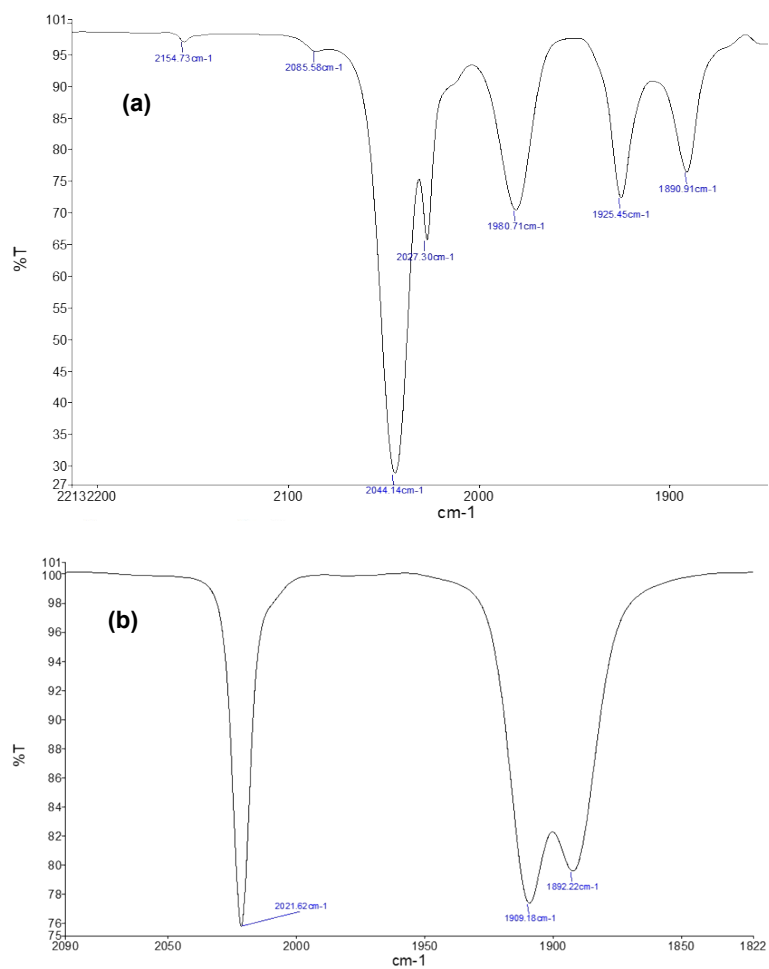 101
95
90
85
80
75
70
65
60
55
50
45
40
35
30
27
%T
(a)
2154.73cm-1
2085.58cm-1
2044.14cm-1
2027.30cm-1
1980.71cm-1
1925.45cm-1
1890.91cm-1
22132200 2100 2000 1900
cm-1
101
100
98
96
94
92
90
88
86
84
82
80
78
76
75
%T
(b)
2021.62cm-1
1909.18cm-1
1892.22cm-1
2090 2050 2000 1950 1900 1850 1822
cm-1